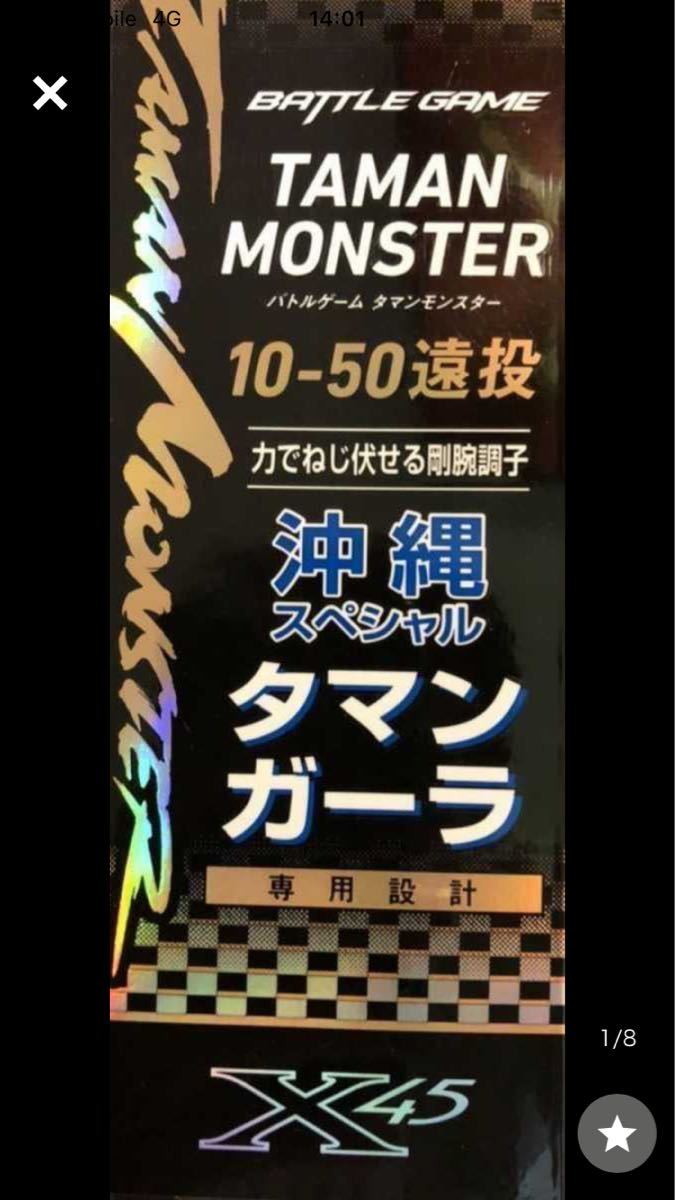 4G
14:01
BATTLE GAME
TAMAN
MONSTER
バトルゲーム タマンモンスター
10-50遠投
力でねじ伏せる剛腕調子
沖縄
スペシャル
タマン
ガーラ
専用設計
X45
TAMAN MONSTER
1/8